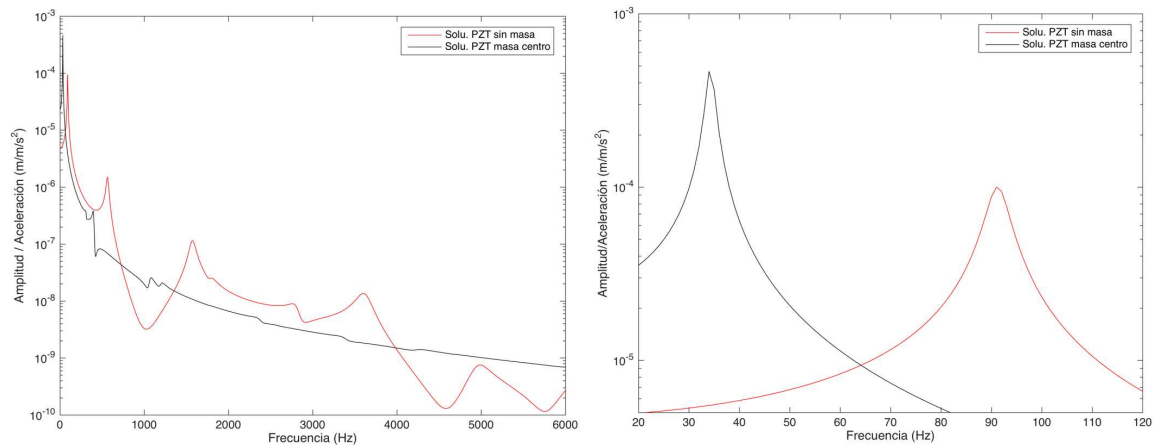 10^-3
10^-4
10^-5
10^-6
10^-7
10^-8
10^-9
10^-10
Amplitud / Aceleración (m/m/s^2)
0 1000 2000 3000 4000 5000 6000
Frecuencia (Hz)
Solu. PZT sin masa
Solu. PZT masa centro
10^-3
10^-4
10^-5
Amplitud/Aceleración (m/m/s^2)
20 30 40 50 60 70 80 90 100 110 120
Frecuencia (Hz)
Solu. PZT sin masa
Solu. PZT masa centro